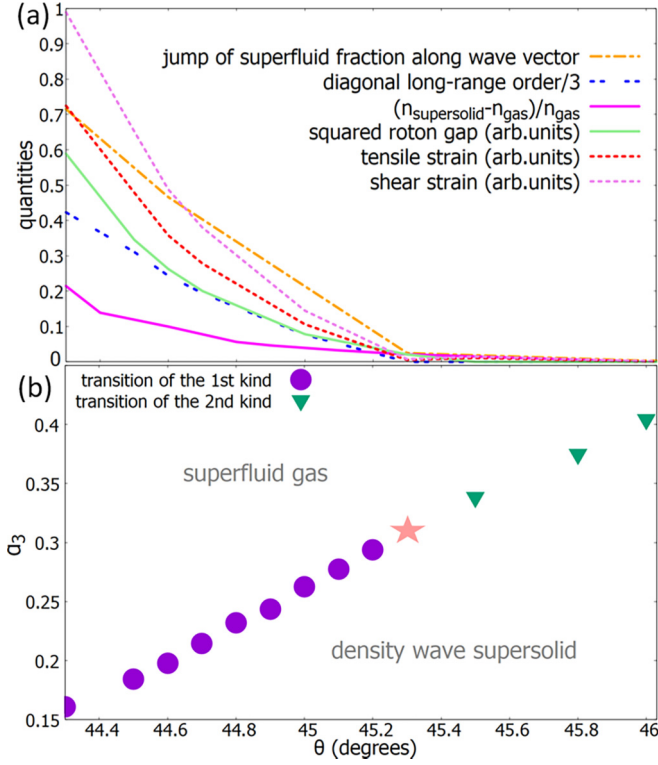 (a)
1
0.9
0.8
0.7
0.6
0.5
0.4
0.3
0.2
0.1
0
quantities
jump of superfluid fraction along wave vector
diagonal long-range order/3
(n_supersolid-n_gas)/n_gas
squared roton gap (arb.units)
tensile strain (arb.units)
shear strain (arb.units)
(b)
transition of the 1st kind
transition of the 2nd kind
0.4
0.35
0.3
0.25
0.2
0.15
α₃
superfluid gas
density wave supersolid
44.4 44.6 44.8 45 45.2 45.4 45.6 45.8 46
θ (degrees)